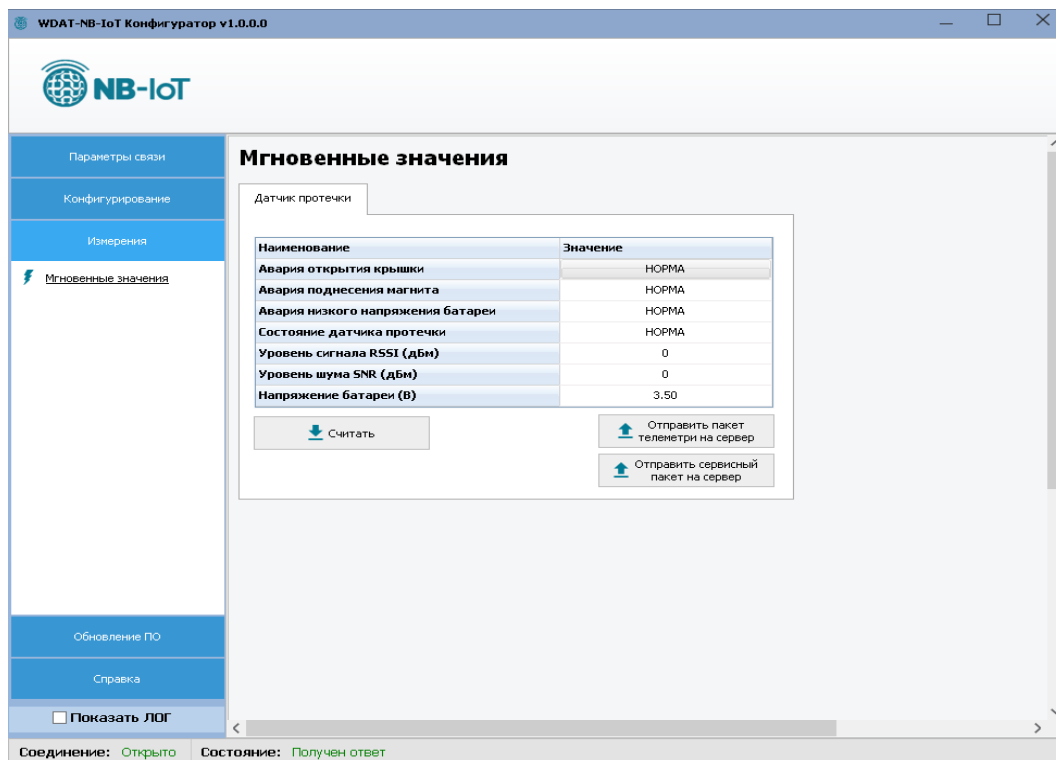 WDAT-NB-IoT Конфигуратор v1.0.0.0
NB-IoT
Параметры связи
Конфигурирование
Измерения
Мгновенные значения
Обновление ПО
Справка
Показать ЛОГ
Мгновенные значения
Датчик протечки
Наименование Значение
Авария открытия крышки НОРМА
Авария поднесения магнита НОРМА
Авария низкого напряжения батареи НОРМА
Состояние датчика протечки НОРМА
Уровень сигнала RSSI (дБм) 0
Уровень шума SNR (дБм) 0
Напряжение батареи (В) 3.50
Считать
Отправить пакет
телеметри на сервер
Отправить сервисный
пакет на сервер
Соединение: Открыто Состояние: Получен ответ